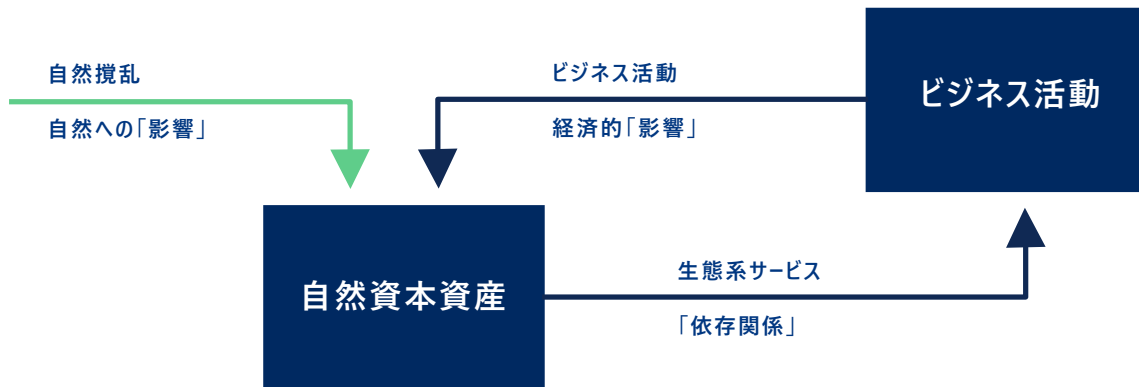 自然撹乱
自然への「影響」
ビジネス活動
経済的「影響」
ビジネス活動
自然資本資産
生態系サービス
「依存関係」